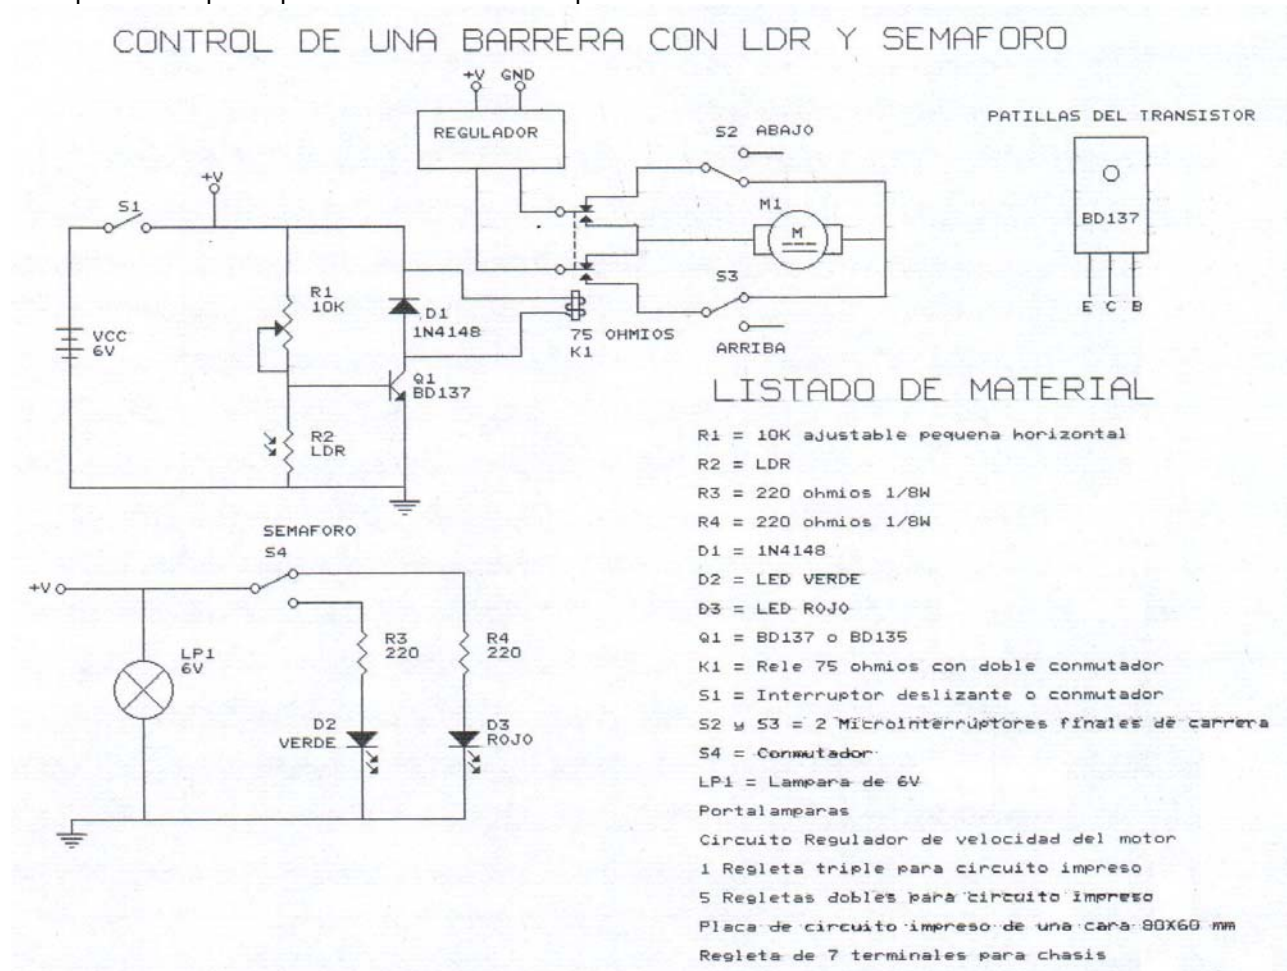 CONTROL DE UNA BARRERA CON LDR Y SEMAFORO
+V GND
REGULADOR
S2 ABAJO
PATILLAS DEL TRANSISTOR
+V
S1
M1
M
BD137
E C B
S3
R1
10K
D1
1N4148
VCC
6V
75 OHMIOS
K1
ARRIBA
Q1
BD137
R2
LDR
SEMAFORO
S4
+V
LP1
6V
R3
220
R4
220
D2
VERDE
D3
ROJO
LISTADO DE MATERIAL
R1 = 10K ajustable pequena horizontal
R2 = LDR
R3 = 220 ohmios 1/8W
R4 = 220 ohmios 1/8W
D1 = 1N4148
D2 = LED VERDE
D3 = LED ROJO
Q1 = BD137 o BD135
K1 = Rele 75 ohmios con doble conmutador
S1 = Interruptor deslizante o conmutador
S2 y S3 = 2 Microinterruptores finales de carrera
S4 = Conmutador
LP1 = Lampara de 6V
Portalamparas
Circuito Regulador de velocidad del motor
1 Regleta triple para circuito impreso
5 Regletas dobles para circuito impreso
Placa de circuito impreso de una cara 80X60 mm
Regleta de 7 terminales para chasis